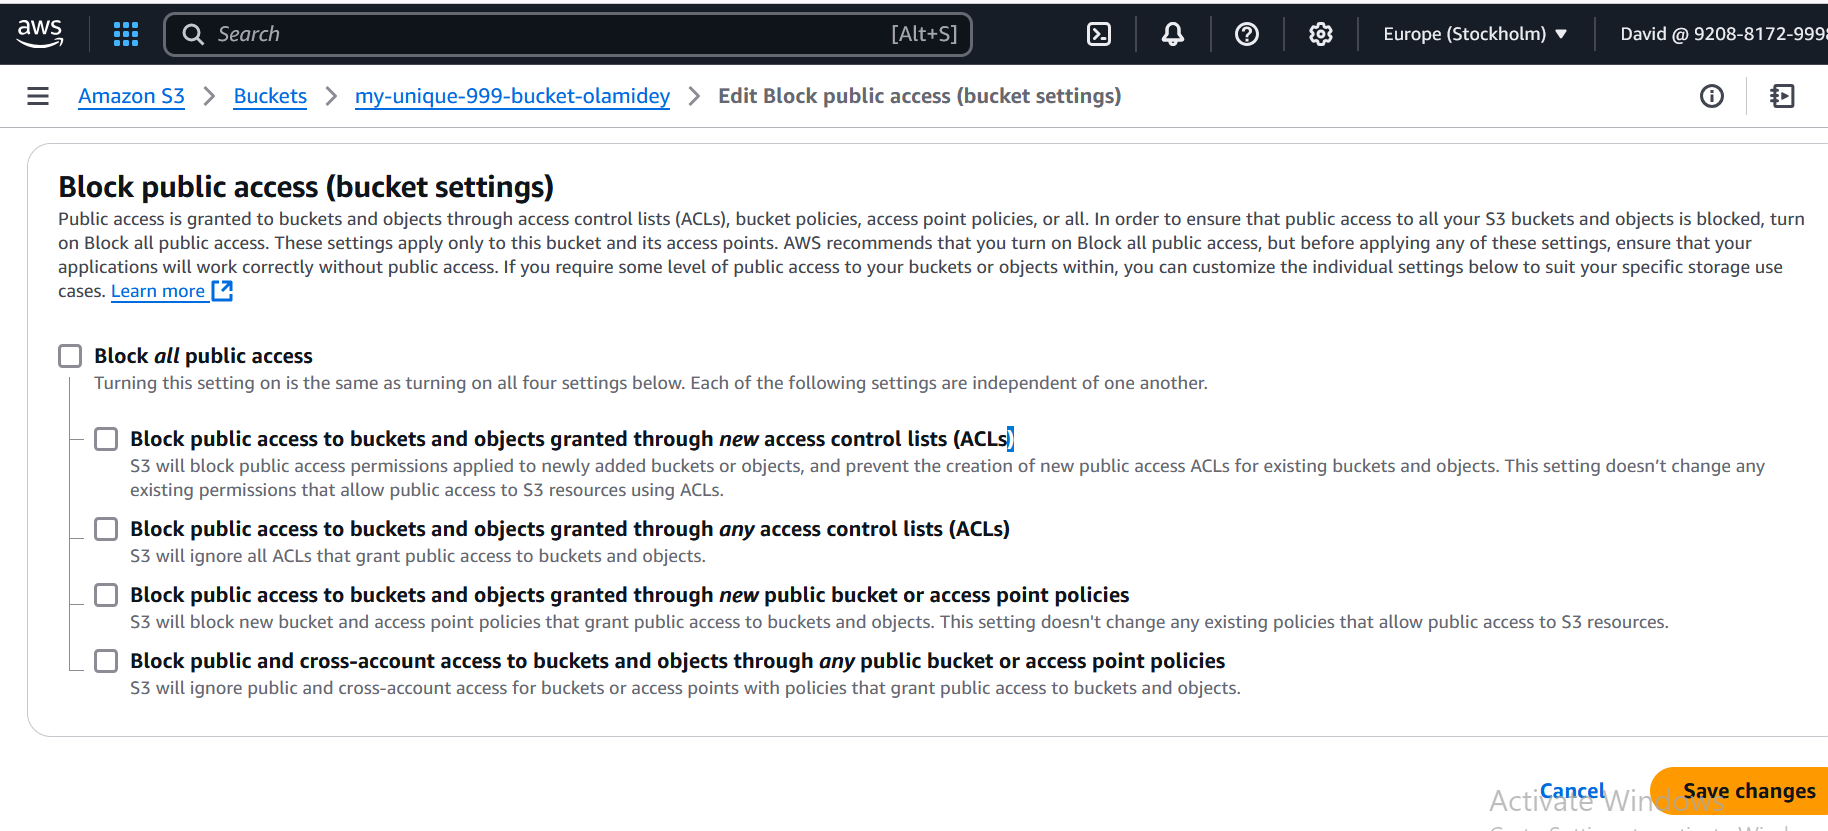 aws
Search
[Alt+S]
Europe (Stockholm)
David @ 9208-8172-999
Amazon S3 > Buckets > my-unique-999-bucket-olamidey > Edit Block public access (bucket settings)
Block public access (bucket settings)
Public access is granted to buckets and objects through access control lists (ACLs), bucket policies, access point policies, or all. In order to ensure that public access to all your S3 buckets and objects is blocked, turn
on Block all public access. These settings apply only to this bucket and its access points. AWS recommends that you turn on Block all public access, but before applying any of these settings, ensure that your
applications will work correctly without public access. If you require some level of public access to your buckets or objects within, you can customize the individual settings below to suit your specific storage use
cases. Learn more
Block all public access
Turning this setting on is the same as turning on all four settings below. Each of the following settings are independent of one another.
Block public access to buckets and objects granted through new access control lists (ACLs)
S3 will block public access permissions applied to newly added buckets or objects, and prevent the creation of new public access ACLs for existing buckets and objects. This setting doesn’t change any
existing permissions that allow public access to S3 resources using ACLs.
Block public access to buckets and objects granted through any access control lists (ACLs)
S3 will ignore all ACLs that grant public access to buckets and objects.
Block public access to buckets and objects granted through new public bucket or access point policies
S3 will block new bucket and access point policies that grant public access to buckets and objects. This setting doesn't change any existing policies that allow public access to S3 resources.
Block public and cross-account access to buckets and objects through any public bucket or access point policies
S3 will ignore public and cross-account access for buckets or access points with policies that grant public access to buckets and objects.
Cancel
Save changes
Activate Windows